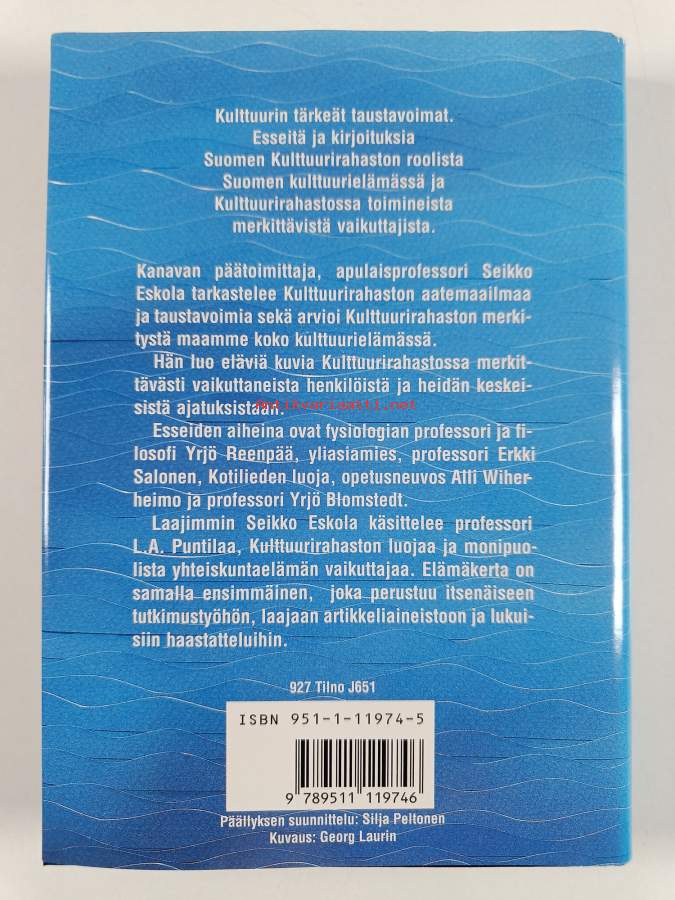 Kulttuurin tärkeät taustavoimat.
Esseitä ja kirjoituksia
Suomen Kulttuurirahaston roolista
Suomen kulttuurielämässä ja
Kulttuurirahastossa toimineista
merkittävistä vaikuttajista.
Kanavan päätoimittaja, apulaisprofessori Seikko
Eskola tarkastelee Kulttuurirahaston aatemaailmaa
ja taustavoimia sekä arvioi Kulttuurirahaston merki-
tystä maamme koko kulttuurielämässä.
Hän luo eläviä kuvia Kulttuurirahastossa merkit-
tävästi vaikuttaneista henkilöistä ja heidän keskei-
sistä ajatuksistaan.
Antikvariaatti.net
Esseiden aiheina ovat fysiologian professori ja fi-
losofi Yrjö Reenpää, yliasiamies, professori Erkki
Salonen, Kotilieden luoja, opetusneuvos Alli Wiher-
heimo ja professori Yrjö Blomstedt.
Laajimmin Seikko Eskola käsittelee professori
L.A. Puntilaa, Kulttuurirahaston luojaa ja monipuo-
lista yhteiskuntaelämän vaikuttajaa. Elämäkerta on
samalla ensimmäinen, joka perustuu itsenäiseen
tutkimustyöhön, laajaan artikkeliaineistoon ja lukui-
siin haastatteluihin.
927 Tilno J651
ISBN 951-1-11974-5
9 789511 119746
Päällyksen suunnittelu: Silja Peltonen
Kuvaus: Georg Laurin